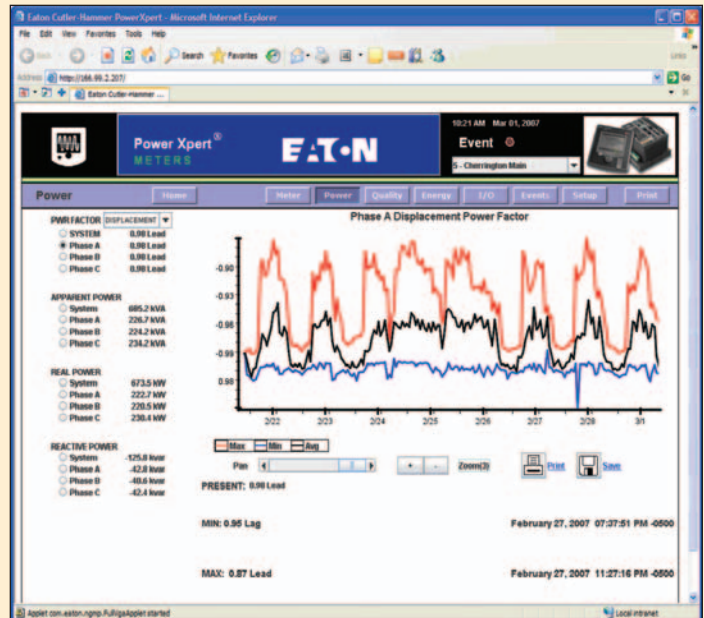 Eaton Cutler-Hammer PowerXpert - Microsoft Internet Explorer
File Edit View Favorites Tools Help
Search Favorites
Links
Address http://166.99.2.207/ Go
Eaton Cutler-Hammer ...
Power Xpert®
METERS
EATON
10:21 AM Mar 01, 2007
Event
5 - Cherrington Main
Power Home Meter Power Quality Energy I/O Events Setup Print
PWR FACTOR DISPLACEMENT
SYSTEM 0.98 Lead
Phase A 0.98 Lead
Phase B 0.98 Lead
Phase C 0.98 Lead
APPARENT POWER
System 685.2 kVA
Phase A 226.7 kVA
Phase B 224.2 kVA
Phase C 234.2 kVA
REAL POWER
System 673.5 kW
Phase A 222.7 kW
Phase B 220.5 kW
Phase C 230.4 kW
REACTIVE POWER
System -125.8 kvar
Phase A -42.8 kvar
Phase B -40.6 kvar
Phase C -42.4 kvar
Phase A Displacement Power Factor
-0.90
-0.93
-0.96
-0.99
0.98
2/22 2/23 2/24 2/25 2/26 2/27 2/28 3/1
Max Min Avg
Pan + - Zoom(3) Print Save
PRESENT: 0.98 Lead
MIN: 0.95 Lag February 27, 2007 07:37:51 PM -0500
MAX: 0.87 Lead February 27, 2007 11:27:16 PM -0500
Local intranet